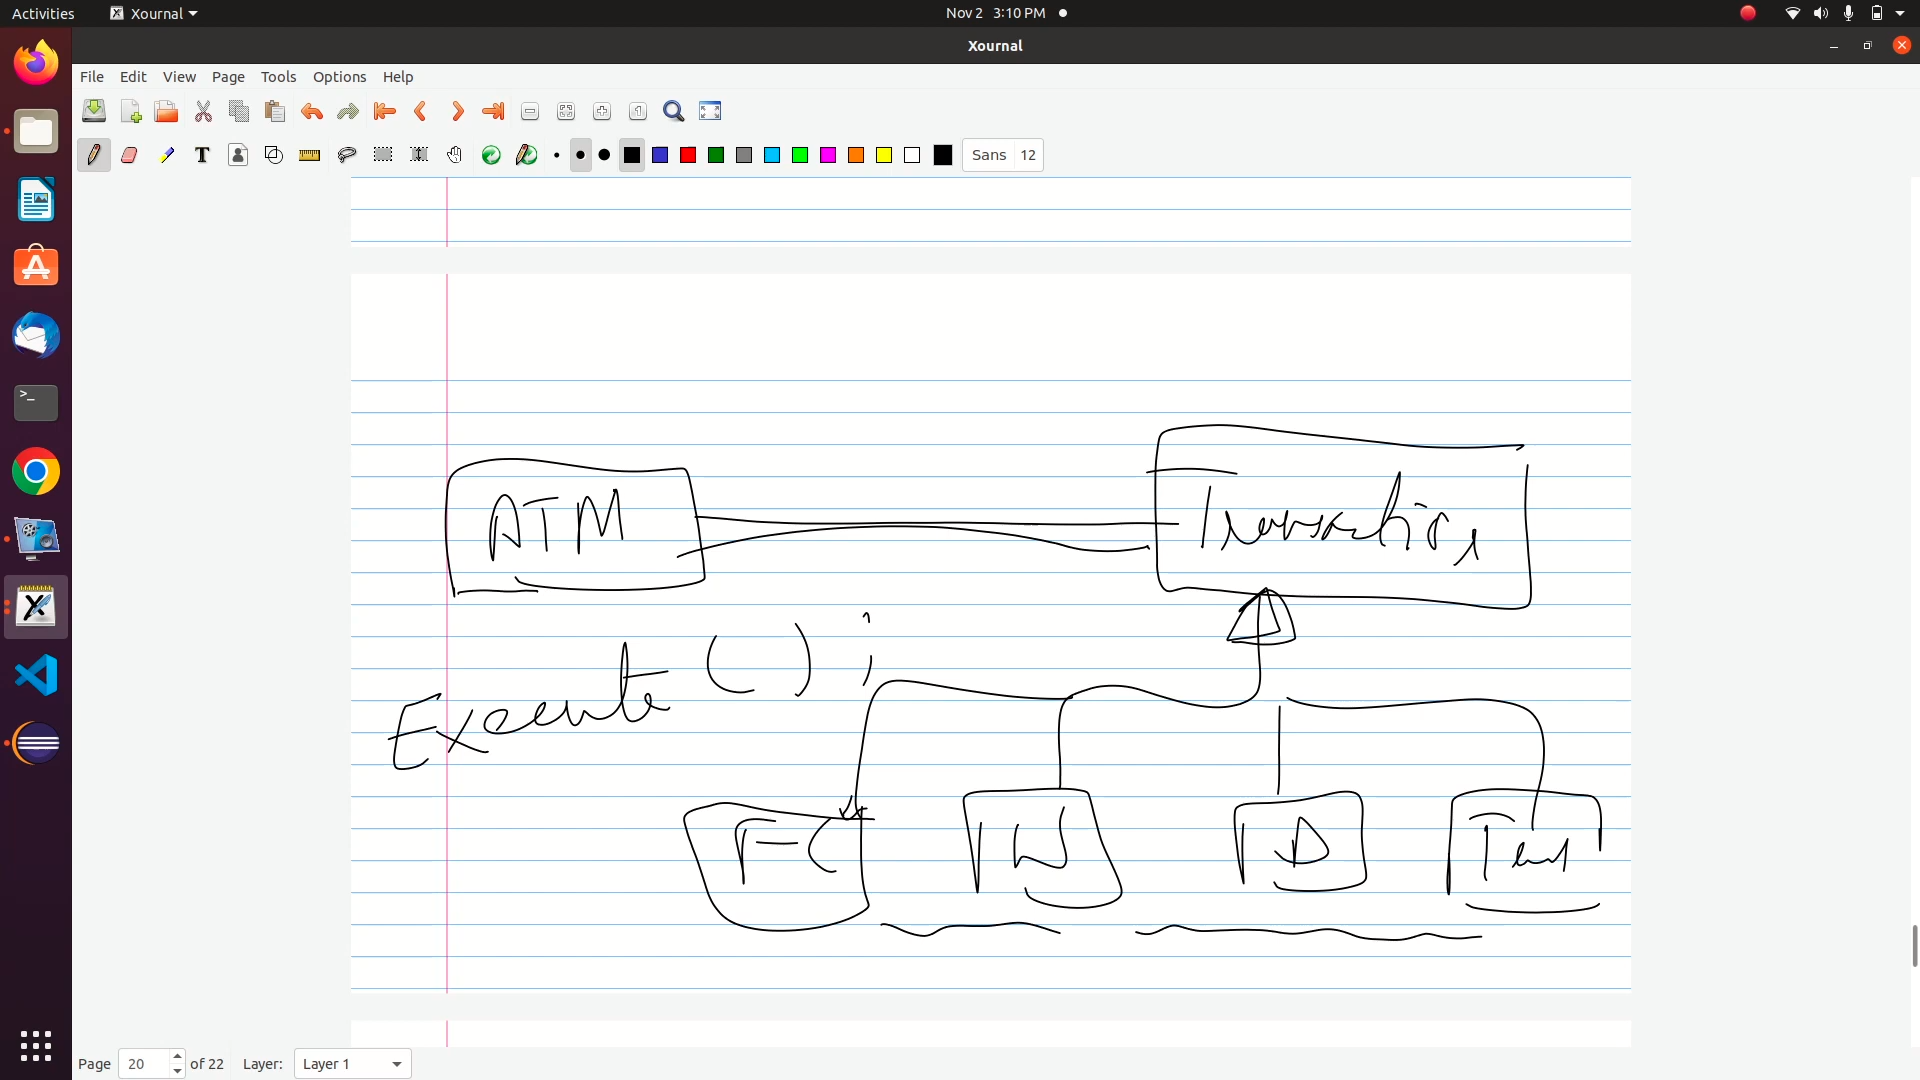 Activities Xournal Nov 2 3:10 PM
Xournal
File Edit View Page Tools Options Help
T Sans 12
ATM Transaction
Execute ( ) ;
FC W D
Page 20 of 22 Layer: Layer 1